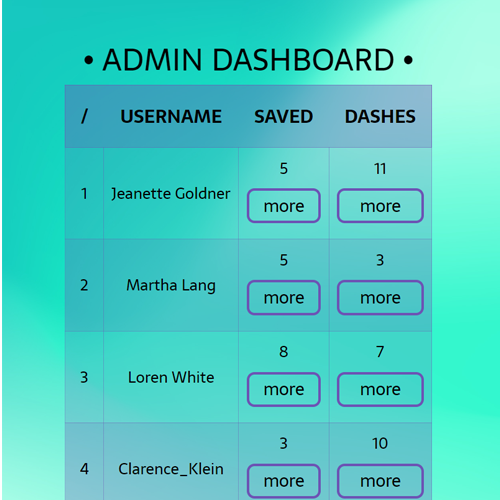 • ADMIN DASHBOARD •
/ USERNAME SAVED DASHES
1 Jeanette Goldner 5 11
more more
2 Martha Lang 5 3
more more
3 Loren White 8 7
more more
4 Clarence_Klein 3 10
more more